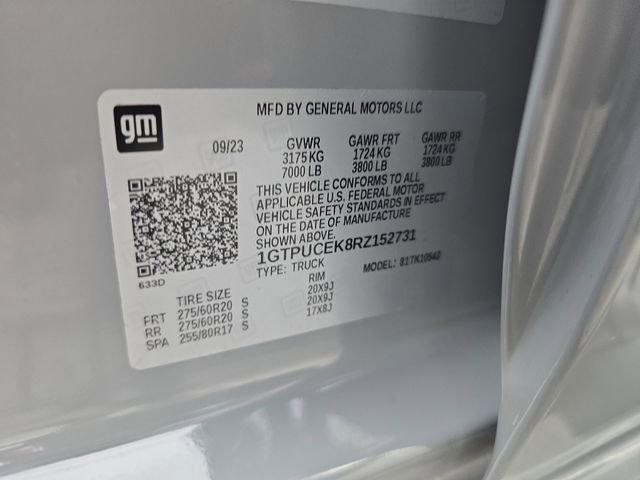 gm
MFD BY GENERAL MOTORS LLC
09/23 GVWR GAWR FRT GAWR RR
3175 KG 1724 KG 1724 KG
7000 LB 3800 LB 3800 LB
THIS VEHICLE CONFORMS TO ALL
APPLICABLE U.S. FEDERAL MOTOR
VEHICLE SAFETY STANDARDS IN EFFECT
ON THE DATE OF MANUFACTURE
SHOWN ABOVE.
1GTPUCEK8RZ152731
TYPE: TRUCK MODEL: 81TK10543
633D
TIRE SIZE RIM
FRT 275/60R20 S 20X9J
RR 275/60R20 S 20X9J
SPA 255/80R17 S 17X8J